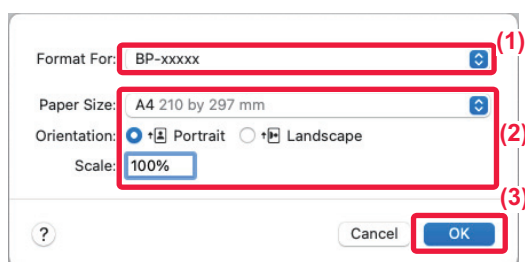 (1)
Format For: BP-xxxxx
Paper Size: A4 210 by 297 mm
(2)
Orientation: Portrait Landscape
Scale: 100%
(3)
? Cancel OK